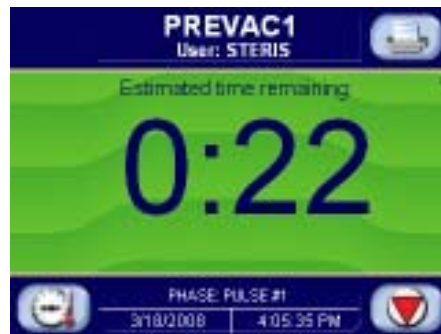 PREVAC1
User: STERIS
Estimated time remaining
0:22
PHASE: PULSE #1
3/18/2008 4:05:35 PM